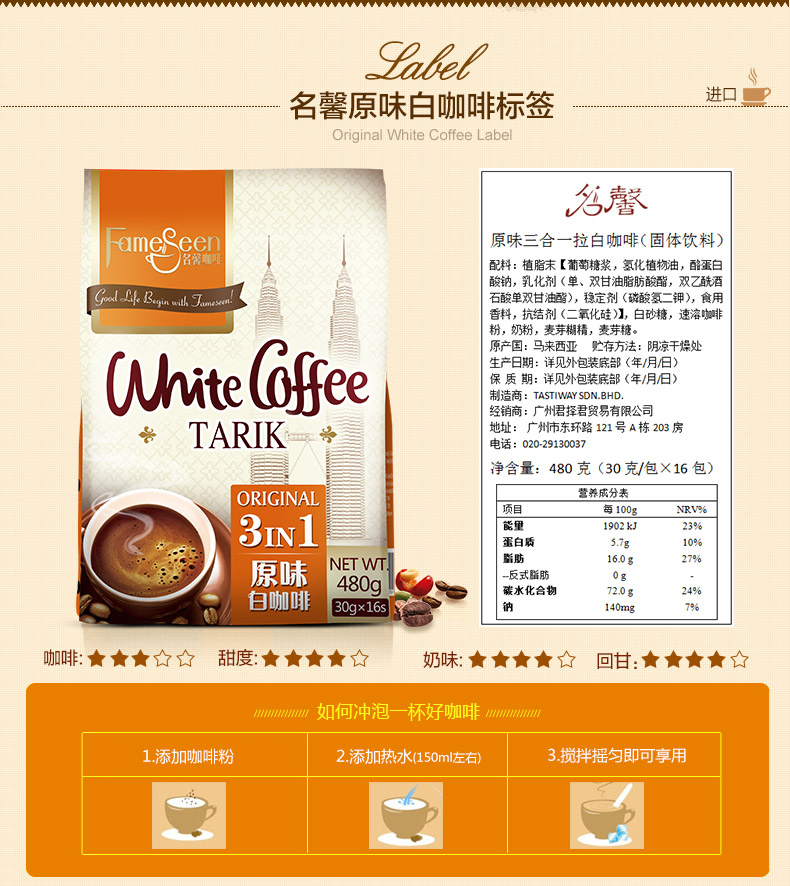 Label
名馨原味白咖啡标签
Original White Coffee Label
进口
FameSeen
名馨咖啡
Good Life Begin with Fameseen!
White Coffee
TARIK
ORIGINAL
3IN1
原味
白咖啡
NET WT.
480g
30g×16s
名馨
原味三合一拉白咖啡（固体饮料）
配料：植脂末【葡萄糖浆，氢化植物油，酪蛋白
酸钠，乳化剂（单、双甘油脂肪酸酯，双乙酰酒
石酸单双甘油酯），稳定剂（磷酸氢二钾），食用
香料，抗结剂（二氧化硅）】，白砂糖，速溶咖啡
粉，奶粉，麦芽糊精，麦芽糖。
原产国：马来西亚 贮存方法：阴凉干燥处
生产日期：详见外包装底部（年/月/日）
保 质 期：详见外包装底部（年/月/日）
制造商：TASTIWAY SDN.BHD.
经销商：广州君择君贸易有限公司
地址： 广州市东环路 121 号 A 栋 203 房
电话：020-29130037
净含量：480 克（30 克/包×16 包）
营养成分表
项目 每 100g NRV%
能量 1902 kJ 23%
蛋白质 5.7g 10%
脂肪 16.0 g 27%
--反式脂肪 0 g -
碳水化合物 72.0 g 24%
钠 140mg 7%
咖啡: 甜度: 奶味: 回甘:
如何冲泡一杯好咖啡
1.添加咖啡粉
2.添加热水(150ml左右)
3.搅拌摇匀即可享用